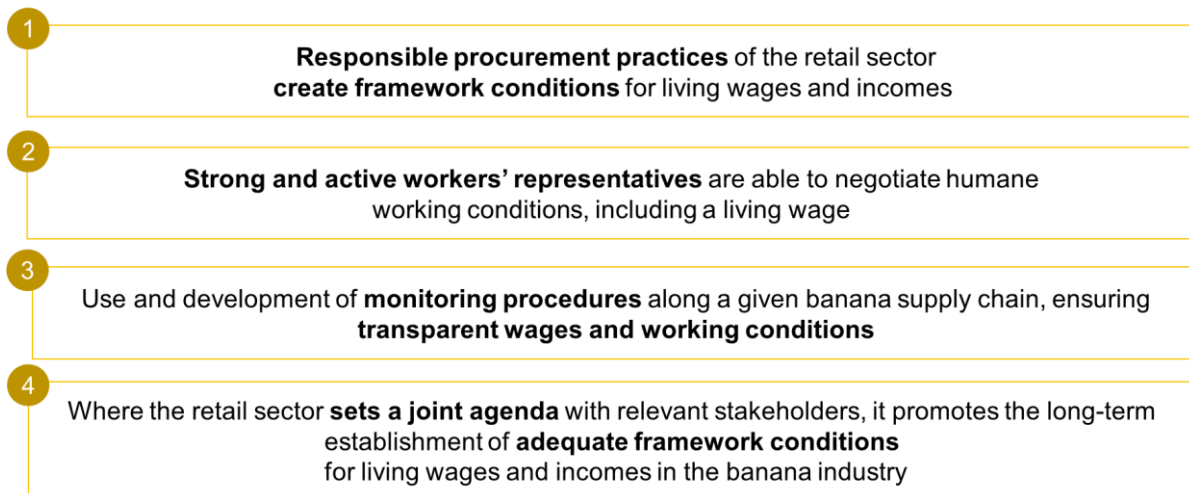 1
Responsible procurement practices of the retail sector
create framework conditions for living wages and incomes
2
Strong and active workers’ representatives are able to negotiate humane
working conditions, including a living wage
3
Use and development of monitoring procedures along a given banana supply chain, ensuring
transparent wages and working conditions
4
Where the retail sector sets a joint agenda with relevant stakeholders, it promotes the long-term
establishment of adequate framework conditions
for living wages and incomes in the banana industry